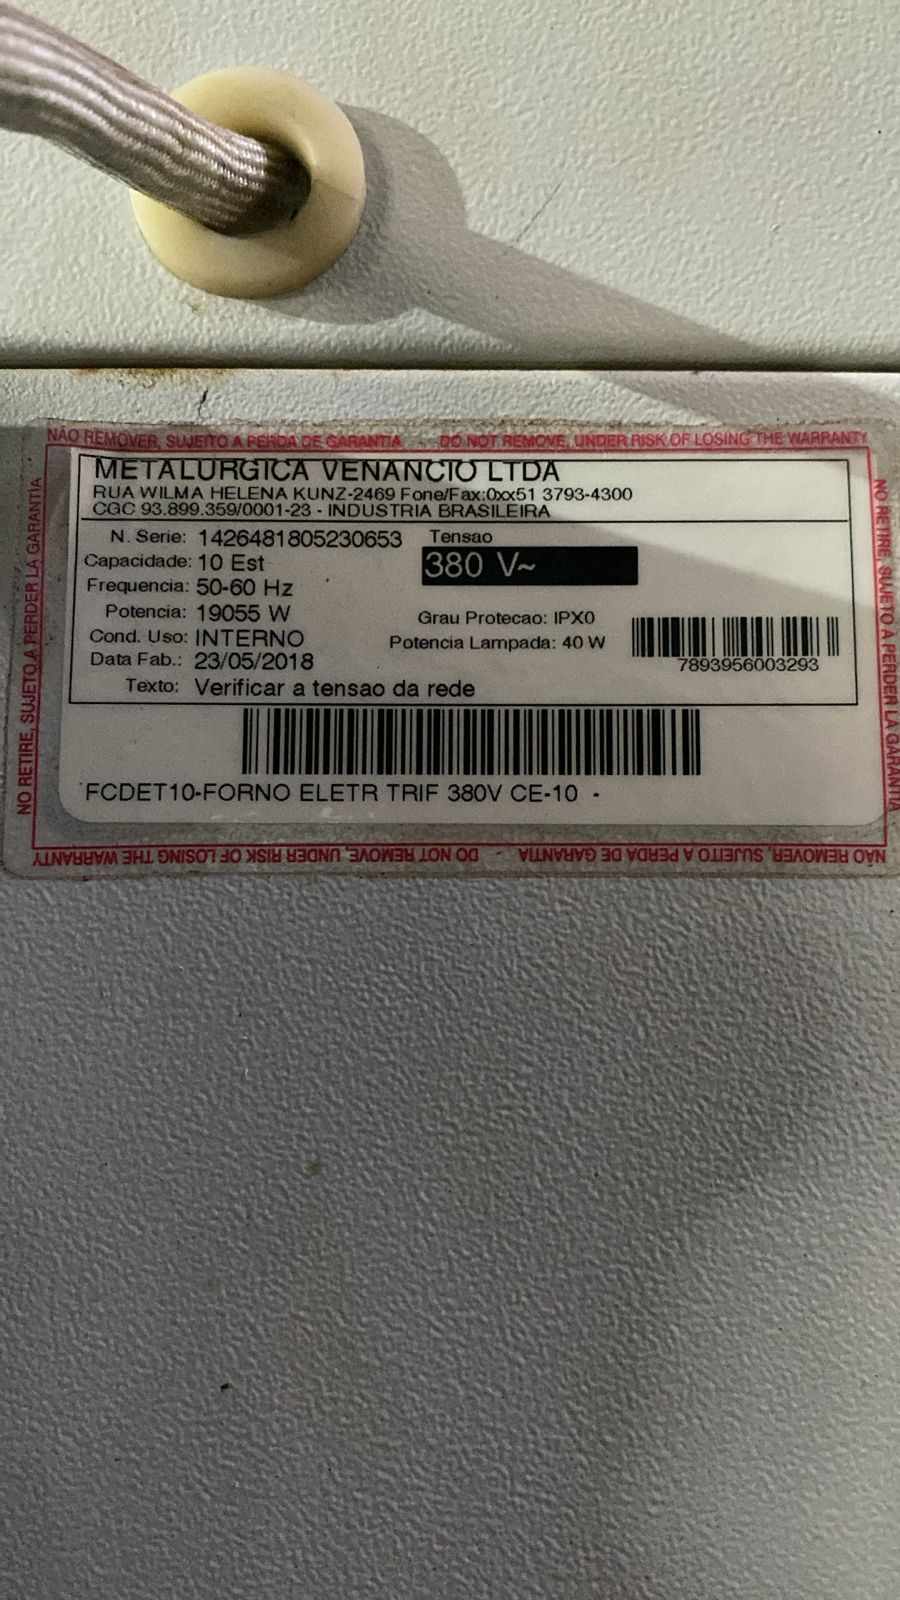 NÃO REMOVER, SUJEITO A PERDA DE GARANTIA - DO NOT REMOVE, UNDER RISK OF LOSING THE WARRANTY
METALURGICA VENANCIO LTDA
RUA WILMA HELENA KUNZ-2469 Fone/Fax:0xx51 3793-4300
CGC 93.899.359/0001-23 - INDUSTRIA BRASILEIRA
N. Serie: 1426481805230653 Tensao
Capacidade: 10 Est 380 V~
Frequencia: 50-60 Hz
Potencia: 19055 W Grau Protecao: IPX0
Cond. Uso: INTERNO Potencia Lampada: 40 W
Data Fab.: 23/05/2018 7893956003293
Texto: Verificar a tensao da rede
FCDET10-FORNO ELETR TRIF 380V CE-10 -
NO RETIRE, SUJETO A PERDER LA GARANTÍA
NO RETIRE, SUJETO A PERDER LA GARANTÍA
NÃO REMOVER, SUJEITO A PERDA DE GARANTIA - DO NOT REMOVE, UNDER RISK OF LOSING THE WARRANTY